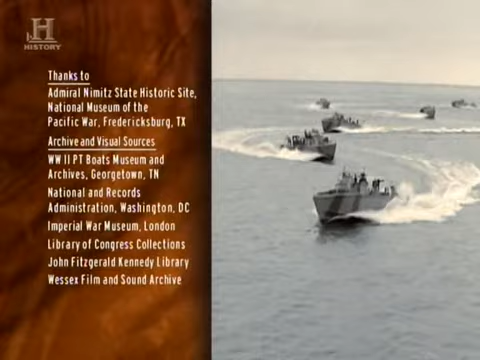 H
HISTORY
Thanks to
Admiral Nimitz State Historic Site,
National Museum of the
Pacific War, Fredericksburg, TX
Archive and Visual Sources
WW II PT Boats Museum and
Archives, Georgetown, TN
National and Records
Administration, Washington, DC
Imperial War Museum, London
Library of Congress Collections
John Fitzgerald Kennedy Library
Wessex Film and Sound Archive